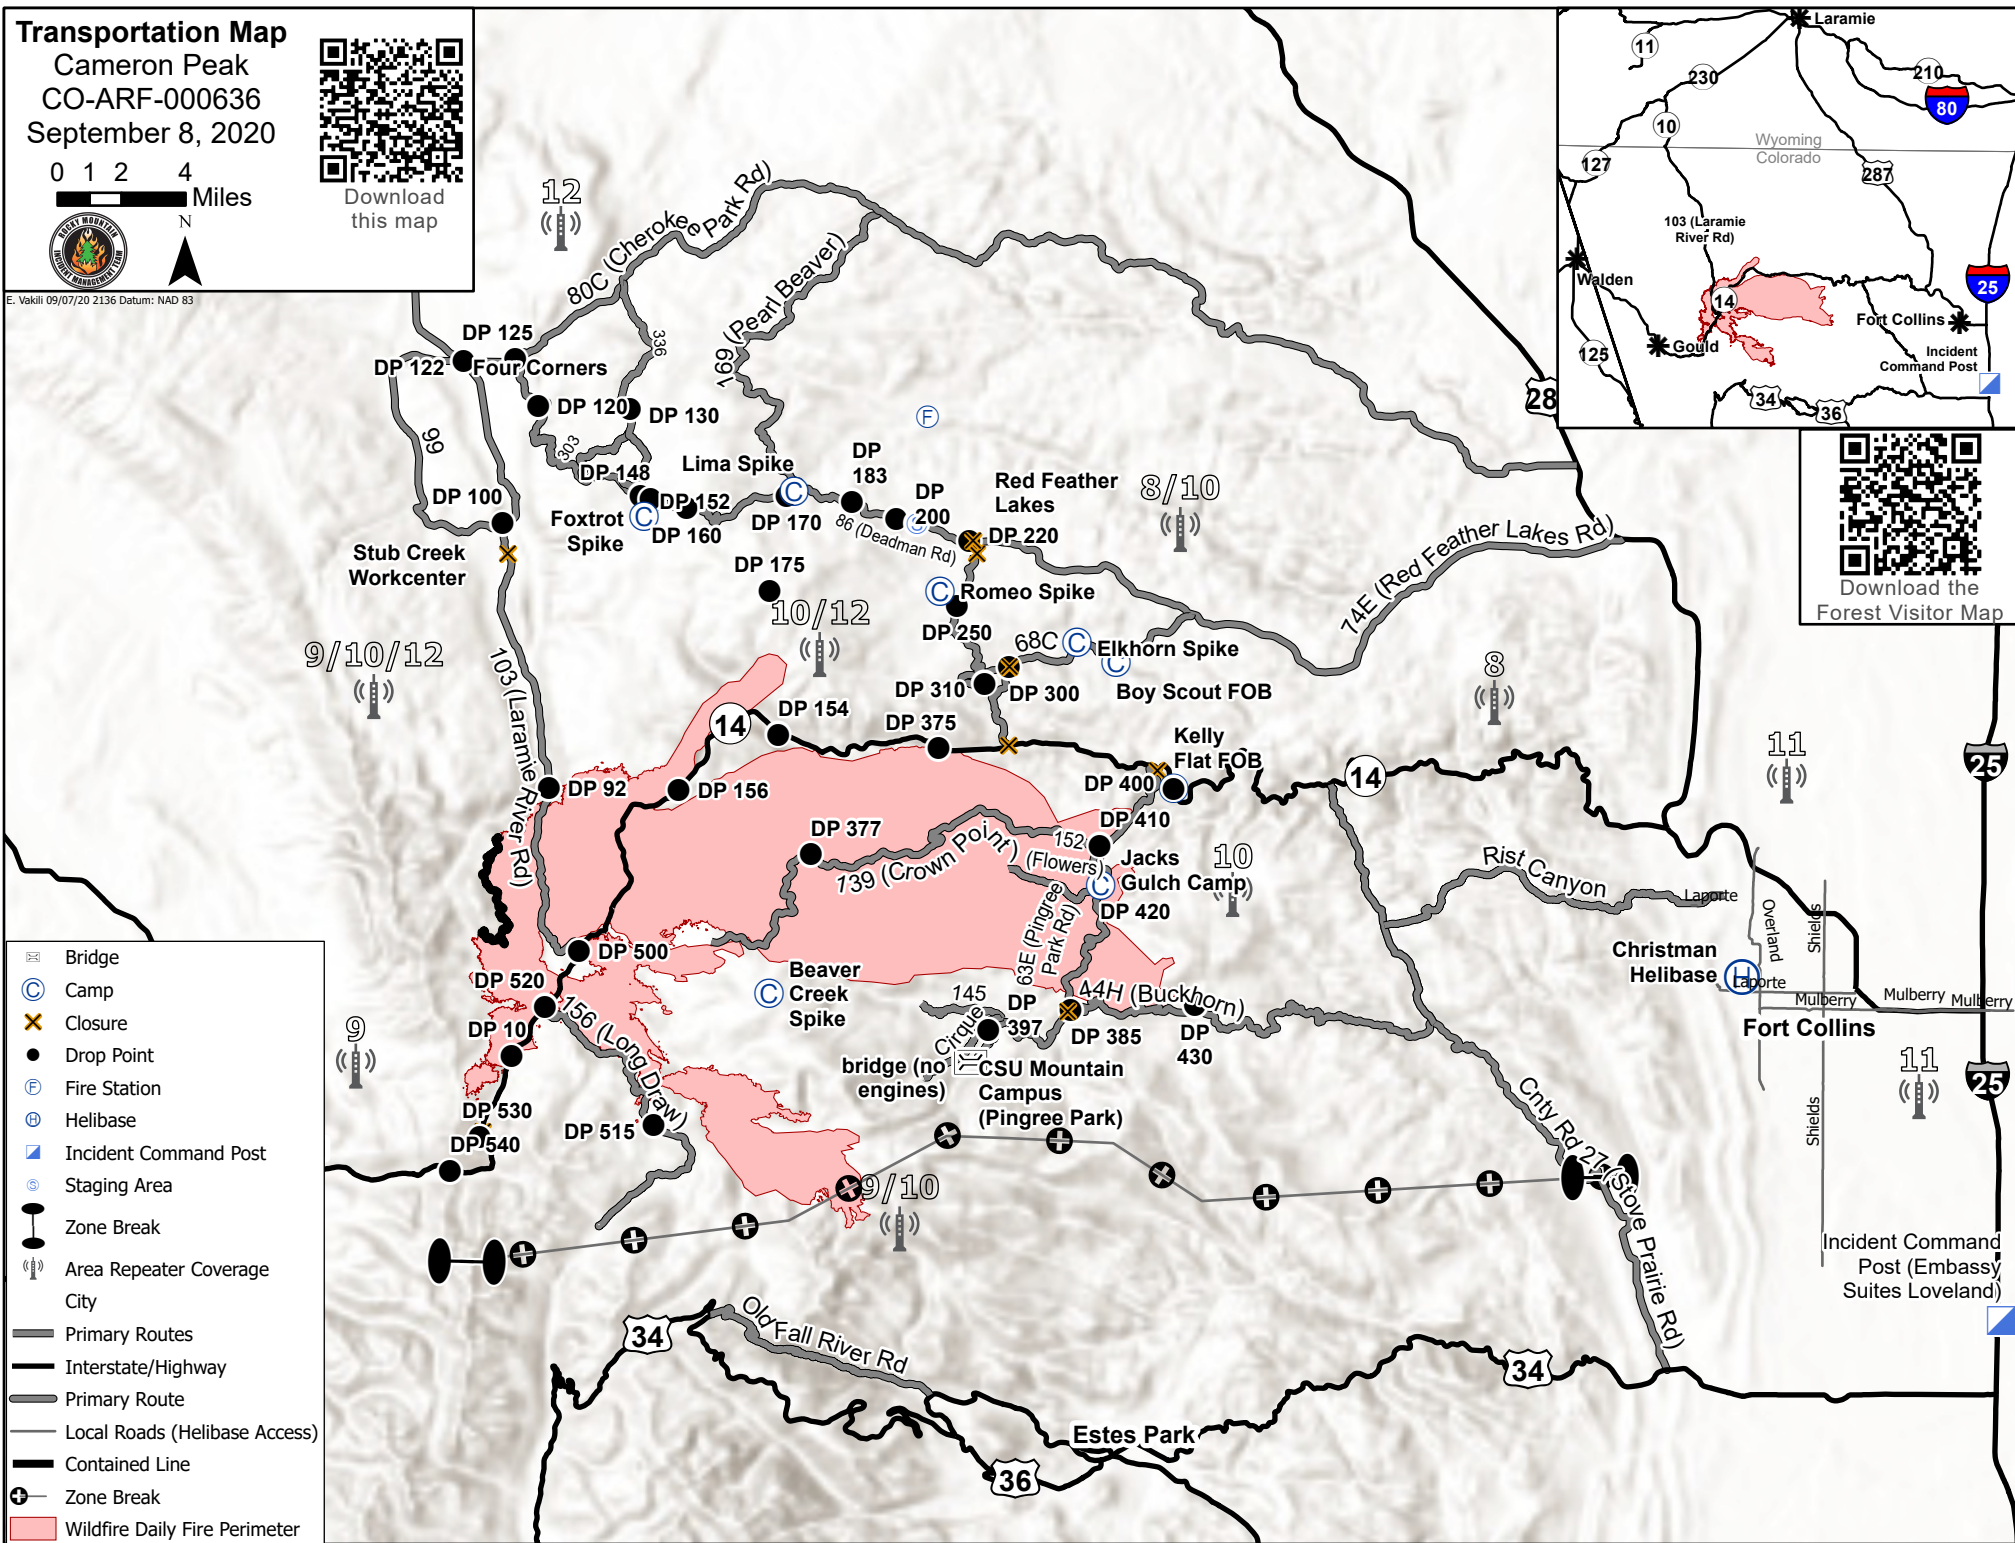 Transportation Map
Cameron Peak
CO-ARF-000636
September 8, 2020
0 1 2 4
Miles
N
ROCKY MOUNTAIN
INCIDENT MANAGEMENT TEAM
Download
this map
E. Vakili 09/07/20 2136 Datum: NAD 83
Laramie
11
230
210
80
10
Wyoming
Colorado
127
287
103 (Laramie
River Rd)
Walden
25
14
Fort Collins
Gould
125
Incident
Command Post
34
36
Download the
Forest Visitor Map
12
80C (Cherokee Park Rd)
169 (Pearl Beaver)
336
DP 125
DP 122
Four Corners
DP 120
DP 130
99
303
28
F
DP 148
Lima Spike
DP
183
DP 100
DP 152
DP
200
Red Feather
Lakes
8/10
Foxtrot
Spike
C
DP 160
DP 170
C
S
86 (Deadman Rd)
DP 220
Stub Creek
Workcenter
DP 175
74E (Red Feather Lakes Rd)
10/12
C
Romeo Spike
DP 250
68C
C
Elkhorn Spike
C
9/10/12
103 (Laramie River Rd)
DP 310
DP 300
Boy Scout FOB
8
14
DP 154
DP 375
Kelly
Flat FOB
11
25
DP 92
DP 156
DP 400
14
DP 410
DP 377
139 (Crown Point)
152
(Flowers)
Jacks
Gulch Camp
C
10
Rist Canyon
Laporte
DP 420
Overland
Shields
63E (Pingree
Park Rd)
DP 500
Christman
Helibase
H
Laporte
Mulberry
Mulberry
Mulberry
Fort Collins
DP 520
C
Beaver
Creek
Spike
145
DP
397
44H (Buckhorn)
DP 385
DP
430
9
DP 10
156 (Long Draw)
Cirque
bridge (no
engines)
CSU Mountain
Campus
(Pingree Park)
11
25
DP 530
DP 540
DP 515
Cnty Rd 27 (Stove Prairie Rd)
Shields
9/10
Incident Command
Post (Embassy
Suites Loveland)
Old Fall River Rd
34
34
Estes Park
36
Bridge
C Camp
Closure
Drop Point
F Fire Station
H Helibase
Incident Command Post
S Staging Area
Zone Break
Area Repeater Coverage
City
Primary Routes
Interstate/Highway
Primary Route
Local Roads (Helibase Access)
Contained Line
Zone Break
Wildfire Daily Fire Perimeter